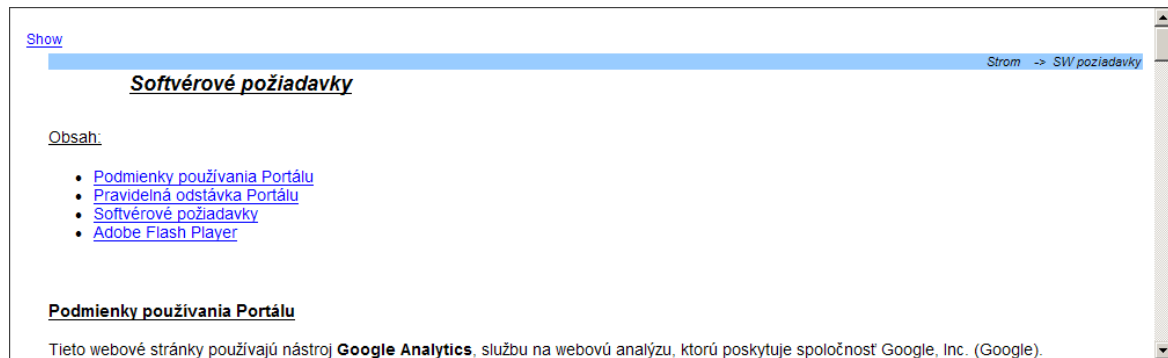 Show
Strom -> SW poziadavky
Softvérové požiadavky
Obsah:
Podmienky používania Portálu
Pravidelná odstávka Portálu
Softvérové požiadavky
Adobe Flash Player
Podmienky používania Portálu
Tieto webové stránky používajú nástroj Google Analytics, službu na webovú analýzu, ktorú poskytuje spoločnosť Google, Inc. (Google).